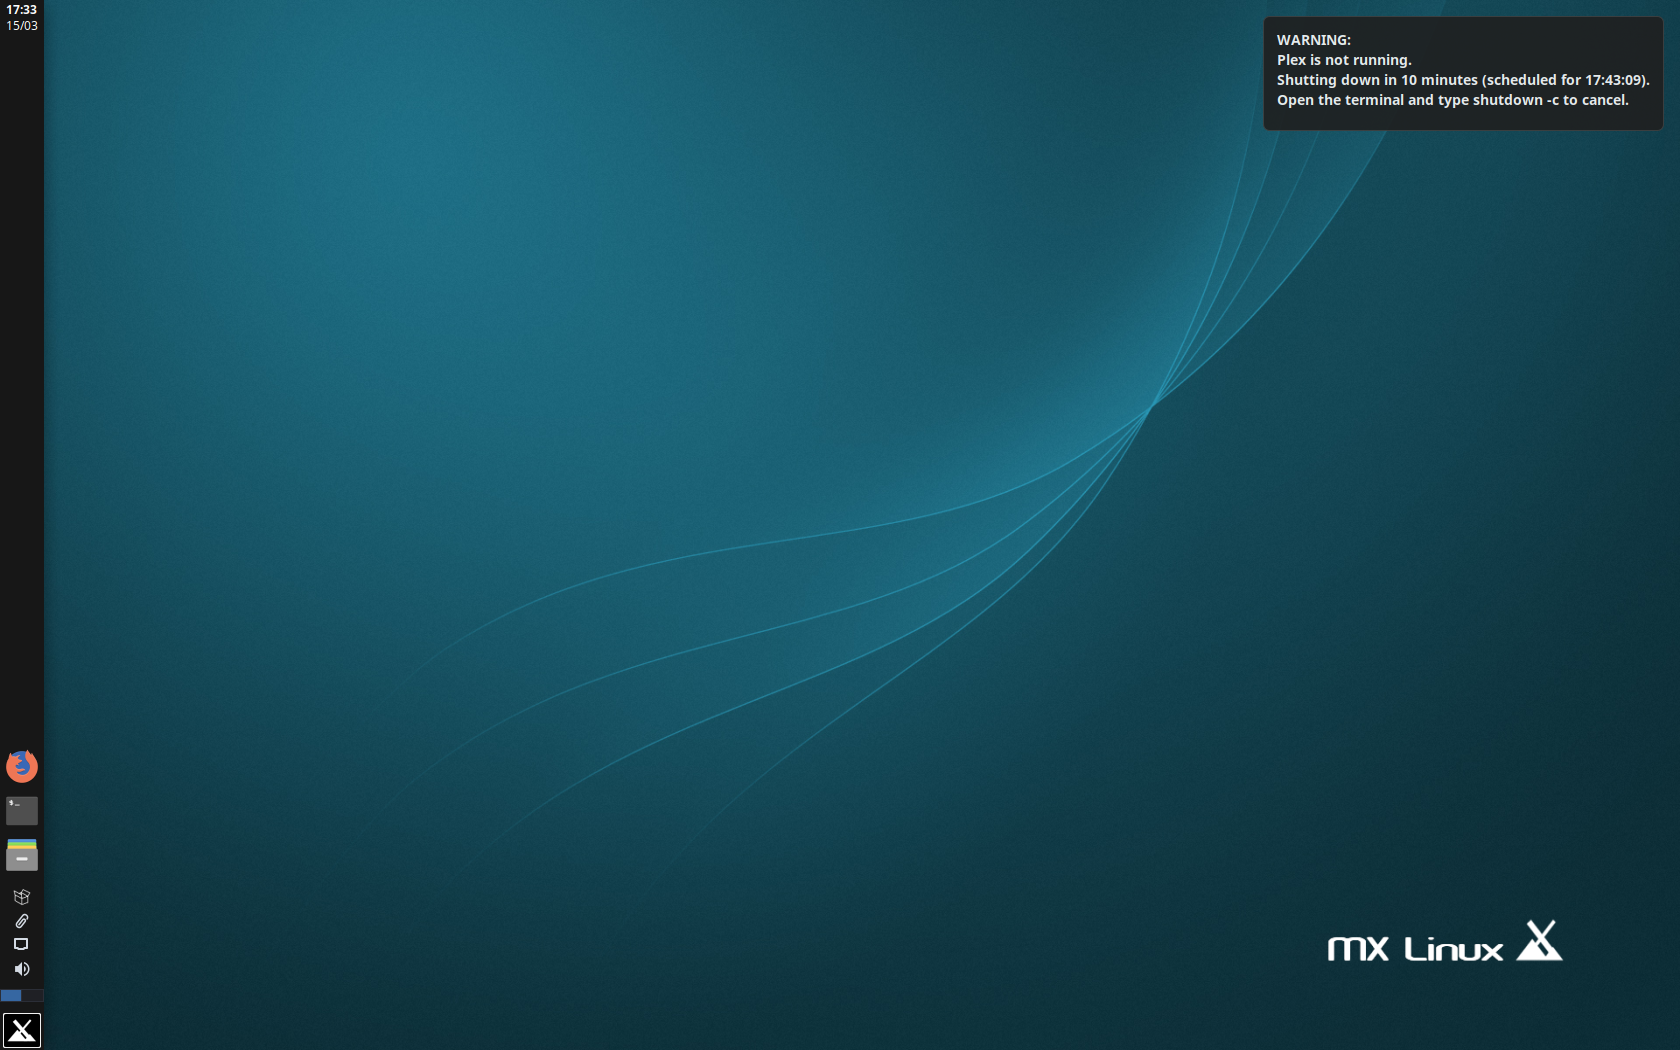 17:33
15/03
WARNING:
Plex is not running.
Shutting down in 10 minutes (scheduled for 17:43:09).
Open the terminal and type shutdown -c to cancel.
$_
MX Linux